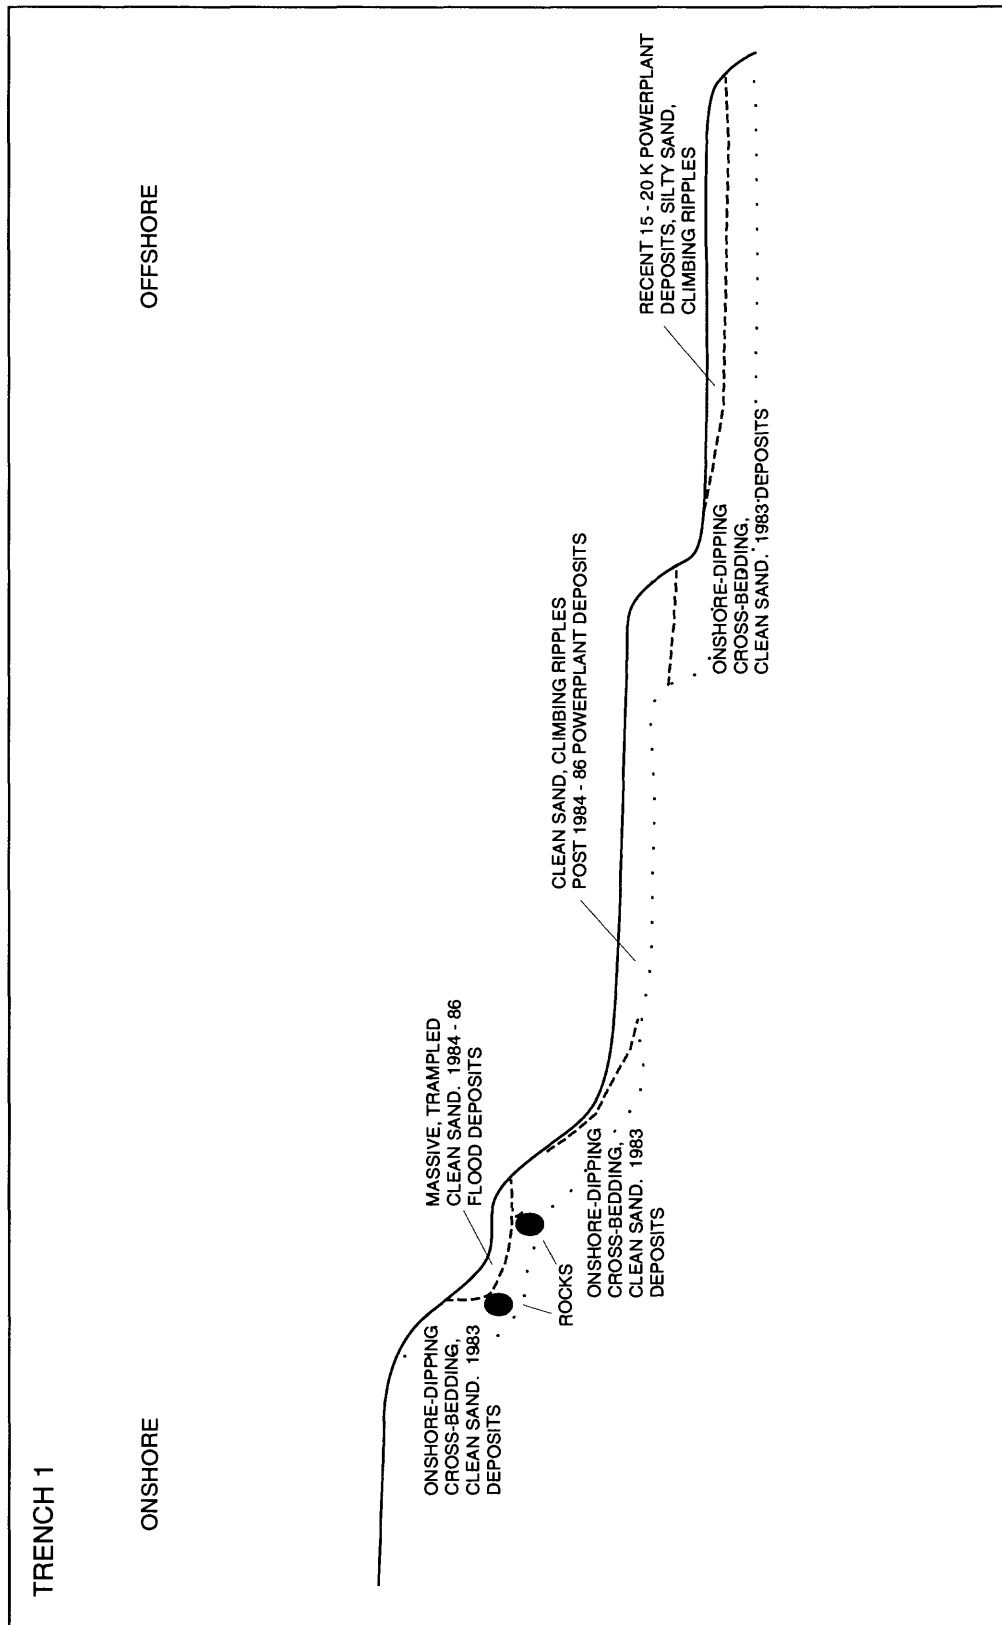 TRENCH 1
ONSHORE
OFFSHORE
ONSHORE-DIPPING
CROSS-BEDDING,
CLEAN SAND. 1983
DEPOSITS
MASSIVE, TRAMPLED
CLEAN SAND. 1984 - 86
FLOOD DEPOSITS
ROCKS
ONSHORE-DIPPING
CROSS-BEDDING,
CLEAN SAND. 1983
DEPOSITS
CLEAN SAND, CLIMBING RIPPLES
POST 1984 - 86 POWERPLANT DEPOSITS
ONSHORE-DIPPING
CROSS-BEDDING,
CLEAN SAND. 1983 DEPOSITS
RECENT 15 - 20 K POWERPLANT
DEPOSITS, SILTY SAND,
CLIMBING RIPPLES